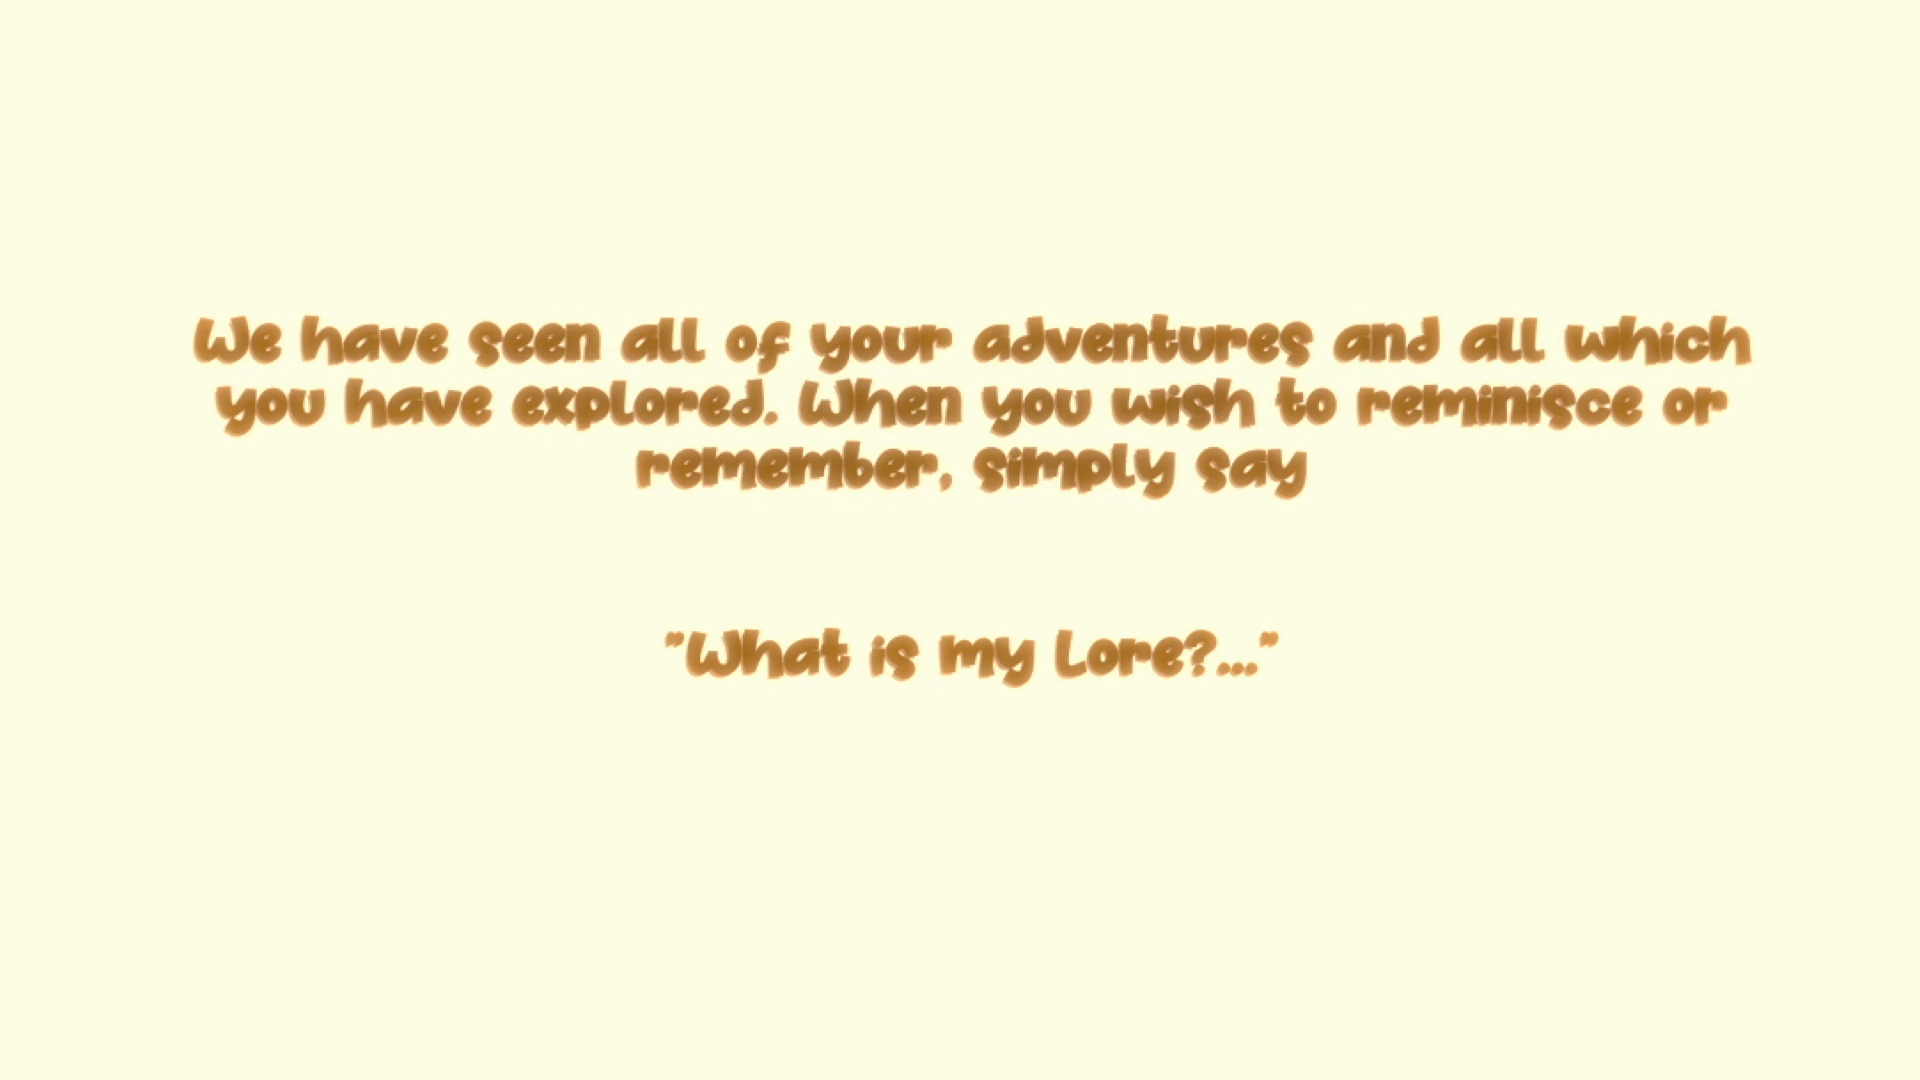 We have seen all of your adventures and all which
you have explored. When you wish to reminisce or
remember, simply say
"What is my Lore?..."